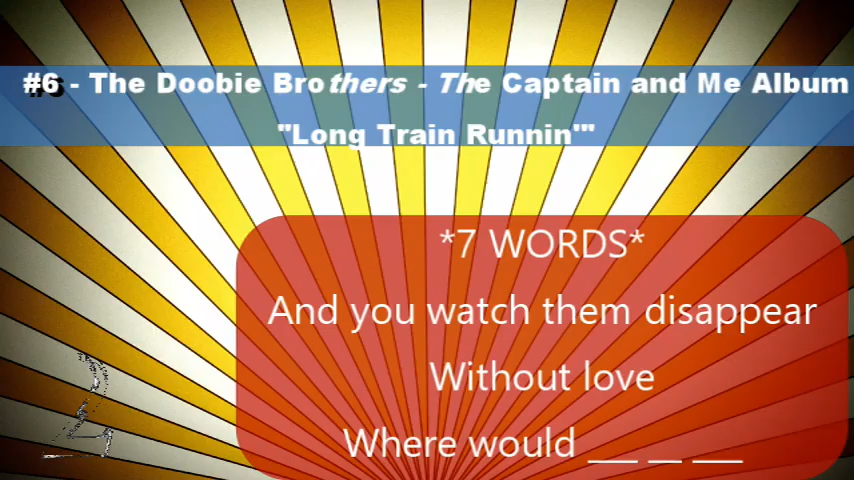 #6 - The Doobie Brothers - The Captain and Me Album
"Long Train Runnin'"
*7 WORDS*
And you watch them disappear
Without love
Where would ___ __ ___
2